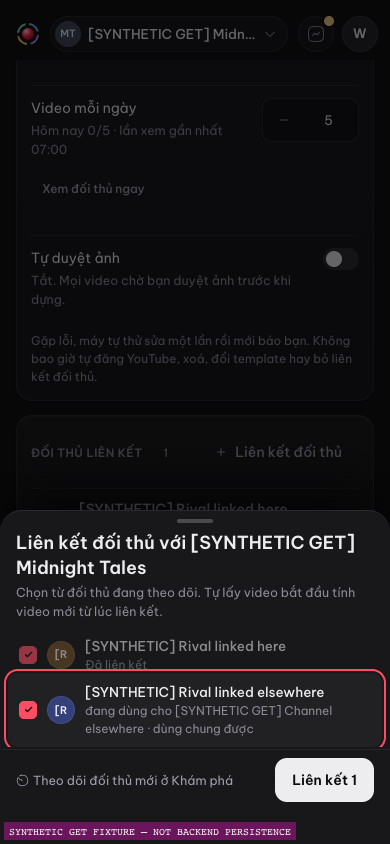 MT [SYNTHETIC GET] Midn... W
Video mỗi ngày
Hôm nay 0/5 · lần xem gần nhất
07:00
− 5
Xem đối thủ ngay
Tự duyệt ảnh
Tắt. Mọi video chờ bạn duyệt ảnh trước khi
dựng.
Gặp lỗi, máy tự thử sửa một lần rồi mới báo bạn. Không
bao giờ tự đăng YouTube, xoá, đổi template hay bỏ liên
kết đối thủ.
ĐỐI THỦ LIÊN KẾT 1 + Liên kết đối thủ
[SYNTHETIC] Rival linked here
Liên kết đối thủ với [SYNTHETIC GET]
Midnight Tales
Chọn từ đối thủ đang theo dõi. Tự lấy video bắt đầu tính
video mới từ lúc liên kết.
[R [SYNTHETIC] Rival linked here
Đã liên kết
[R [SYNTHETIC] Rival linked elsewhere
đang dùng cho [SYNTHETIC GET] Channel
elsewhere · dùng chung được
Theo dõi đối thủ mới ở Khám phá
Liên kết 1
SYNTHETIC GET FIXTURE — NOT BACKEND PERSISTENCE